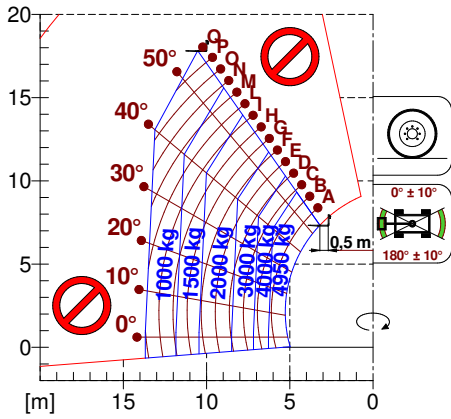 20
15
10
5
0
[m]
15
10
5
0
50°
40°
30°
20°
10°
0°
Q
P
O
N
M
L
I
H
G
F
E
D
C
B
A
1000 kg
1500 kg
2000 kg
3000 kg
4000 kg
4950 kg
0,5 m
0° ± 10°
180° ± 10°